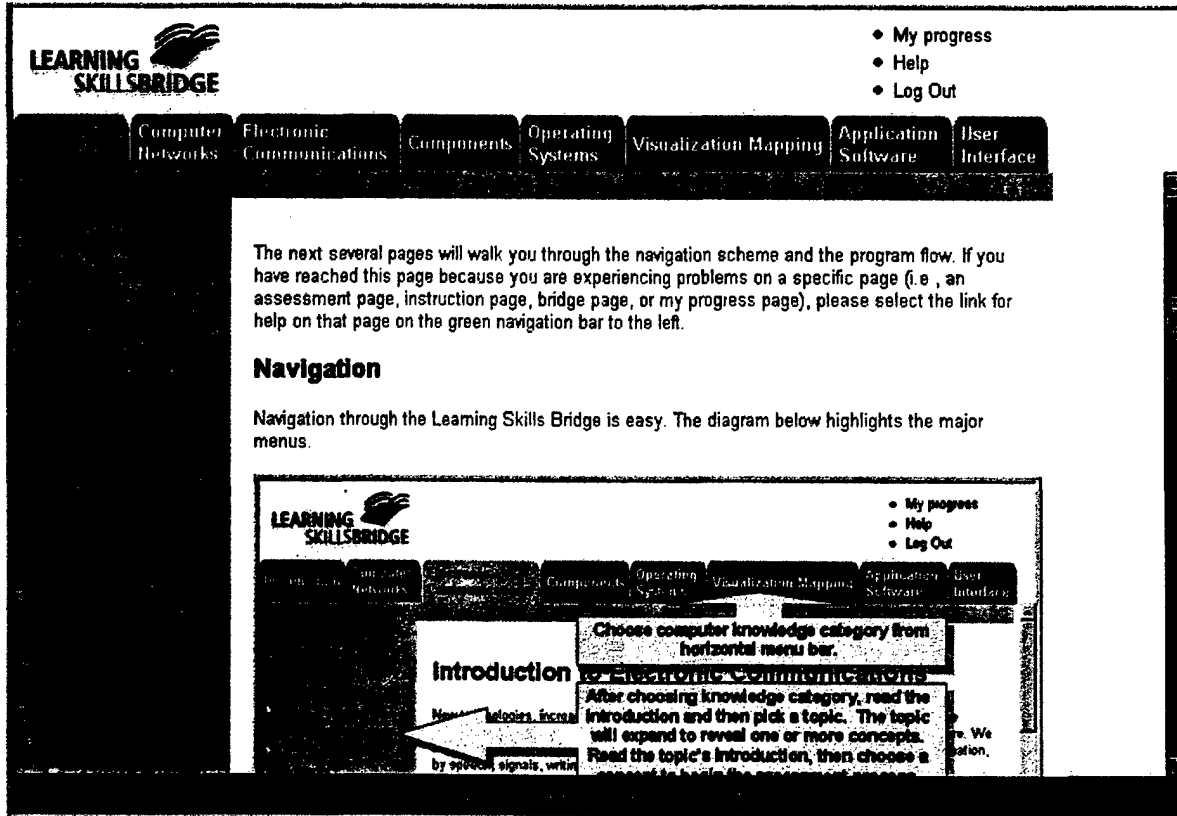 LEARNING
SKILLSBRIDGE
My progress
Help
Log Out
Computer Networks
Electronic Communications
Components
Operating Systems
Visualization Mapping
Application Software
User Interface
The next several pages will walk you through the navigation scheme and the program flow. If you
have reached this page because you are experiencing problems on a specific page (i.e , an
assessment page, instruction page, bridge page, or my progress page), please select the link for
help on that page on the green navigation bar to the left.
Navigation
Navigation through the Learning Skills Bridge is easy. The diagram below highlights the major
menus.
LEARNING
SKILLSBRIDGE
My progress
Help
Log Out
Networks
Components
Operating Systems
Visualization Mapping
Application Software
User Interface
Choose computer knowledge category from
horizontal menu bar.
Introduction to Electronic Communications
After choosing knowledge category, read the
introduction and then pick a topic. The topic
will expand to reveal one or more concepts.
Read the topic's introduction, then choose a
We
by signals,